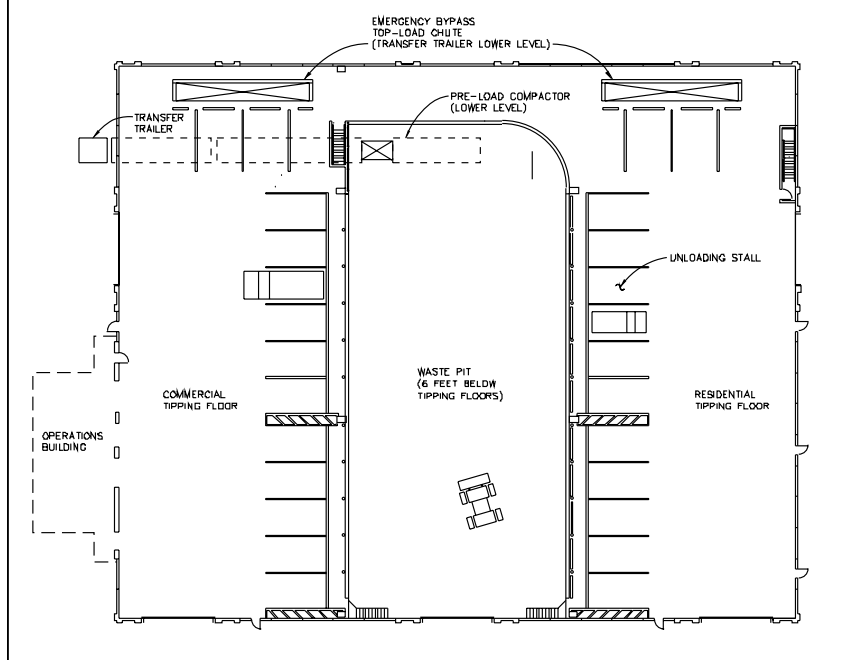 EMERGENCY BYPASS
TOP-LOAD CHUTE
(TRANSFER TRAILER LOWER LEVEL)
PRE-LOAD COMPACTOR
(LOWER LEVEL)
TRANSFER
TRAILER
UNLOADING STALL
WASTE PIT
(6 FEET BELOW
TIPPING FLOORS)
COMMERCIAL
TIPPING FLOOR
RESIDENTIAL
TIPPING FLOOR
OPERATIONS
BUILDING